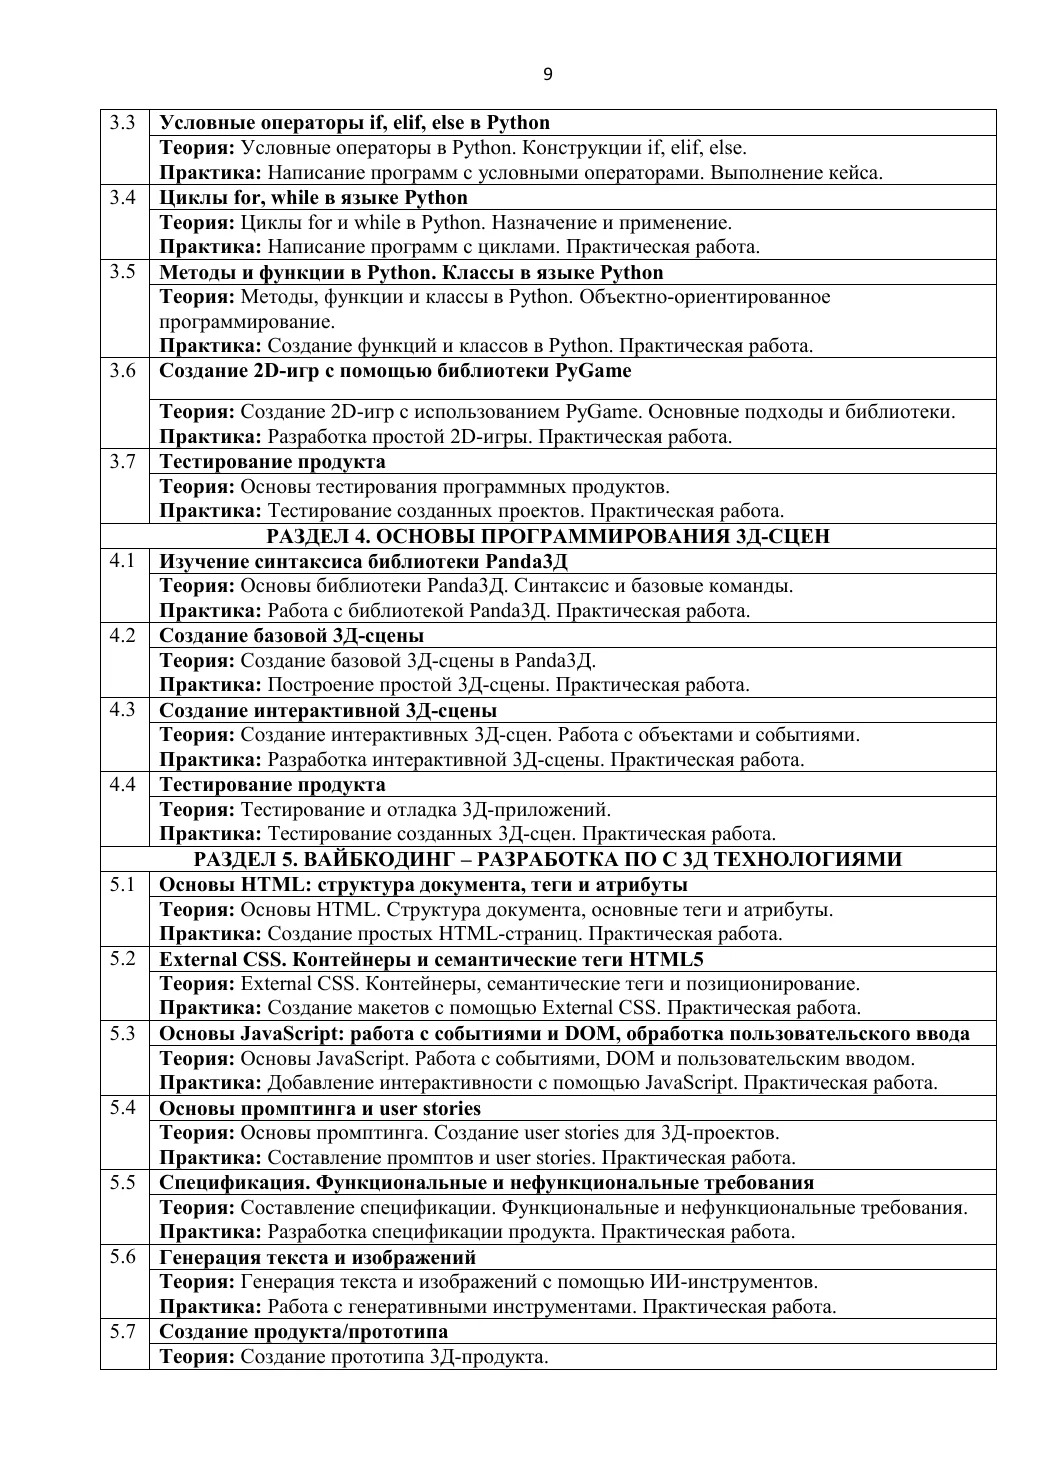 9
3.3 Условные операторы if, elif, else в Python
Теория: Условные операторы в Python. Конструкции if, elif, else.
Практика: Написание программ с условными операторами. Выполнение кейса.
3.4 Циклы for, while в языке Python
Теория: Циклы for и while в Python. Назначение и применение.
Практика: Написание программ с циклами. Практическая работа.
3.5 Методы и функции в Python. Классы в языке Python
Теория: Методы, функции и классы в Python. Объектно-ориентированное
программирование.
Практика: Создание функций и классов в Python. Практическая работа.
3.6 Создание 2D-игр с помощью библиотеки PyGame
Теория: Создание 2D-игр с использованием PyGame. Основные подходы и библиотеки.
Практика: Разработка простой 2D-игры. Практическая работа.
3.7 Тестирование продукта
Теория: Основы тестирования программных продуктов.
Практика: Тестирование созданных проектов. Практическая работа.
РАЗДЕЛ 4. ОСНОВЫ ПРОГРАММИРОВАНИЯ 3Д-СЦЕН
4.1 Изучение синтаксиса библиотеки Panda3Д
Теория: Основы библиотеки Panda3Д. Синтаксис и базовые команды.
Практика: Работа с библиотекой Panda3Д. Практическая работа.
4.2 Создание базовой 3Д-сцены
Теория: Создание базовой 3Д-сцены в Panda3Д.
Практика: Построение простой 3Д-сцены. Практическая работа.
4.3 Создание интерактивной 3Д-сцены
Теория: Создание интерактивных 3Д-сцен. Работа с объектами и событиями.
Практика: Разработка интерактивной 3Д-сцены. Практическая работа.
4.4 Тестирование продукта
Теория: Тестирование и отладка 3Д-приложений.
Практика: Тестирование созданных 3Д-сцен. Практическая работа.
РАЗДЕЛ 5. ВАЙБКОДИНГ – РАЗРАБОТКА ПО С 3Д ТЕХНОЛОГИЯМИ
5.1 Основы HTML: структура документа, теги и атрибуты
Теория: Основы HTML. Структура документа, основные теги и атрибуты.
Практика: Создание простых HTML-страниц. Практическая работа.
5.2 External CSS. Контейнеры и семантические теги HTML5
Теория: External CSS. Контейнеры, семантические теги и позиционирование.
Практика: Создание макетов с помощью External CSS. Практическая работа.
5.3 Основы JavaScript: работа с событиями и DOM, обработка пользовательского ввода
Теория: Основы JavaScript. Работа с событиями, DOM и пользовательским вводом.
Практика: Добавление интерактивности с помощью JavaScript. Практическая работа.
5.4 Основы промптинга и user stories
Теория: Основы промптинга. Создание user stories для 3Д-проектов.
Практика: Составление промптов и user stories. Практическая работа.
5.5 Спецификация. Функциональные и нефункциональные требования
Теория: Составление спецификации. Функциональные и нефункциональные требования.
Практика: Разработка спецификации продукта. Практическая работа.
5.6 Генерация текста и изображений
Теория: Генерация текста и изображений с помощью ИИ-инструментов.
Практика: Работа с генеративными инструментами. Практическая работа.
5.7 Создание продукта/прототипа
Теория: Создание прототипа 3Д-продукта.